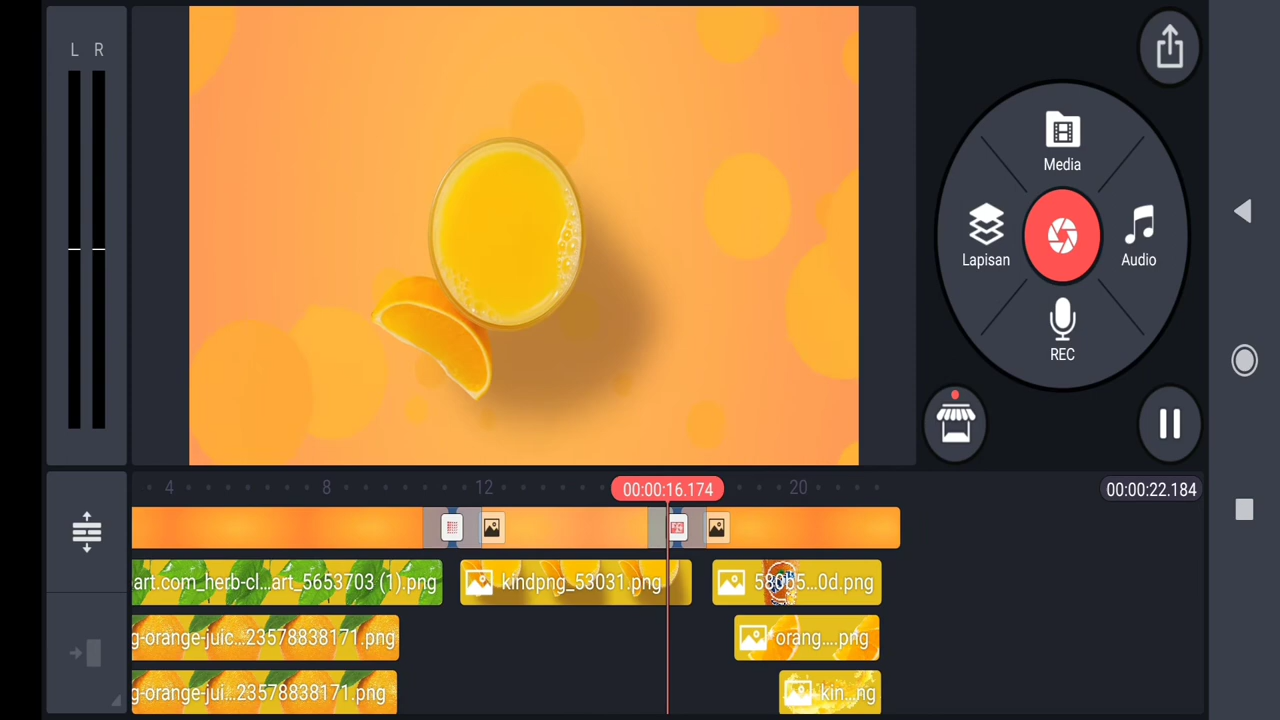 L R
Media
Lapisan
Audio
REC
4 8 12 00:00:16.174 20 00:00:22.184
art.com_herb-cl...art_5653703 (1).png
kindpng_53031.png
580b5...0d.png
g-orange-juic...23578838171.png
orang....png
g-orange-jui...23578838171.png
kin...ng